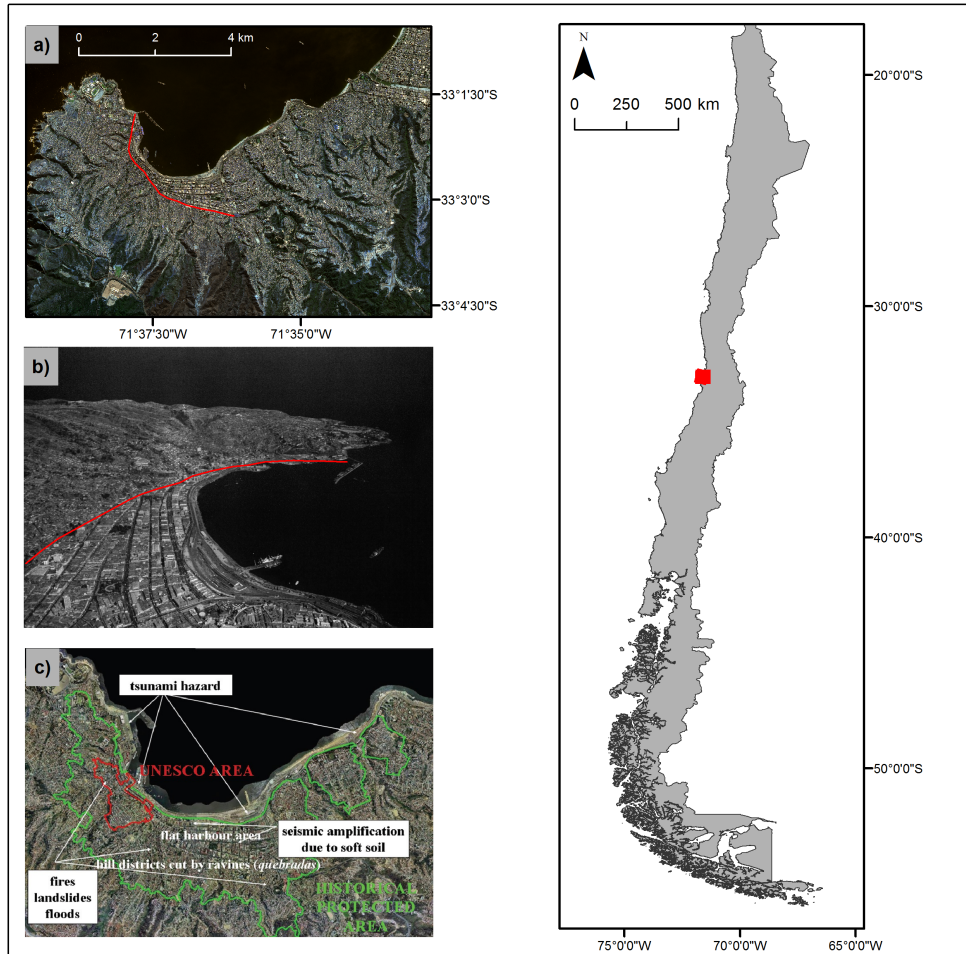 a)
0 2 4 km
33°1'30"S
33°3'0"S
33°4'30"S
71°37'30"W 71°35'0"W
b)
c)
tsunami hazard
UNESCO AREA
flat harbour area
seismic amplification
due to soft soil
hill districts cut by ravines (quebradas)
fires
landslides
floods
HISTORICAL
PROTECTED
AREA
N
0 250 500 km
20°0'0"S
30°0'0"S
40°0'0"S
50°0'0"S
75°0'0"W 70°0'0"W 65°0'0"W